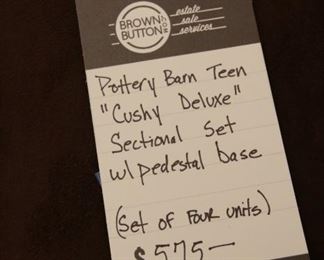 BROWN
BUTTON
.COM
estate
sale
services
Pottery Barn Teen
"Cushy Deluxe"
Sectional Set
w/pedestal base
(Set of Four units)
$575—